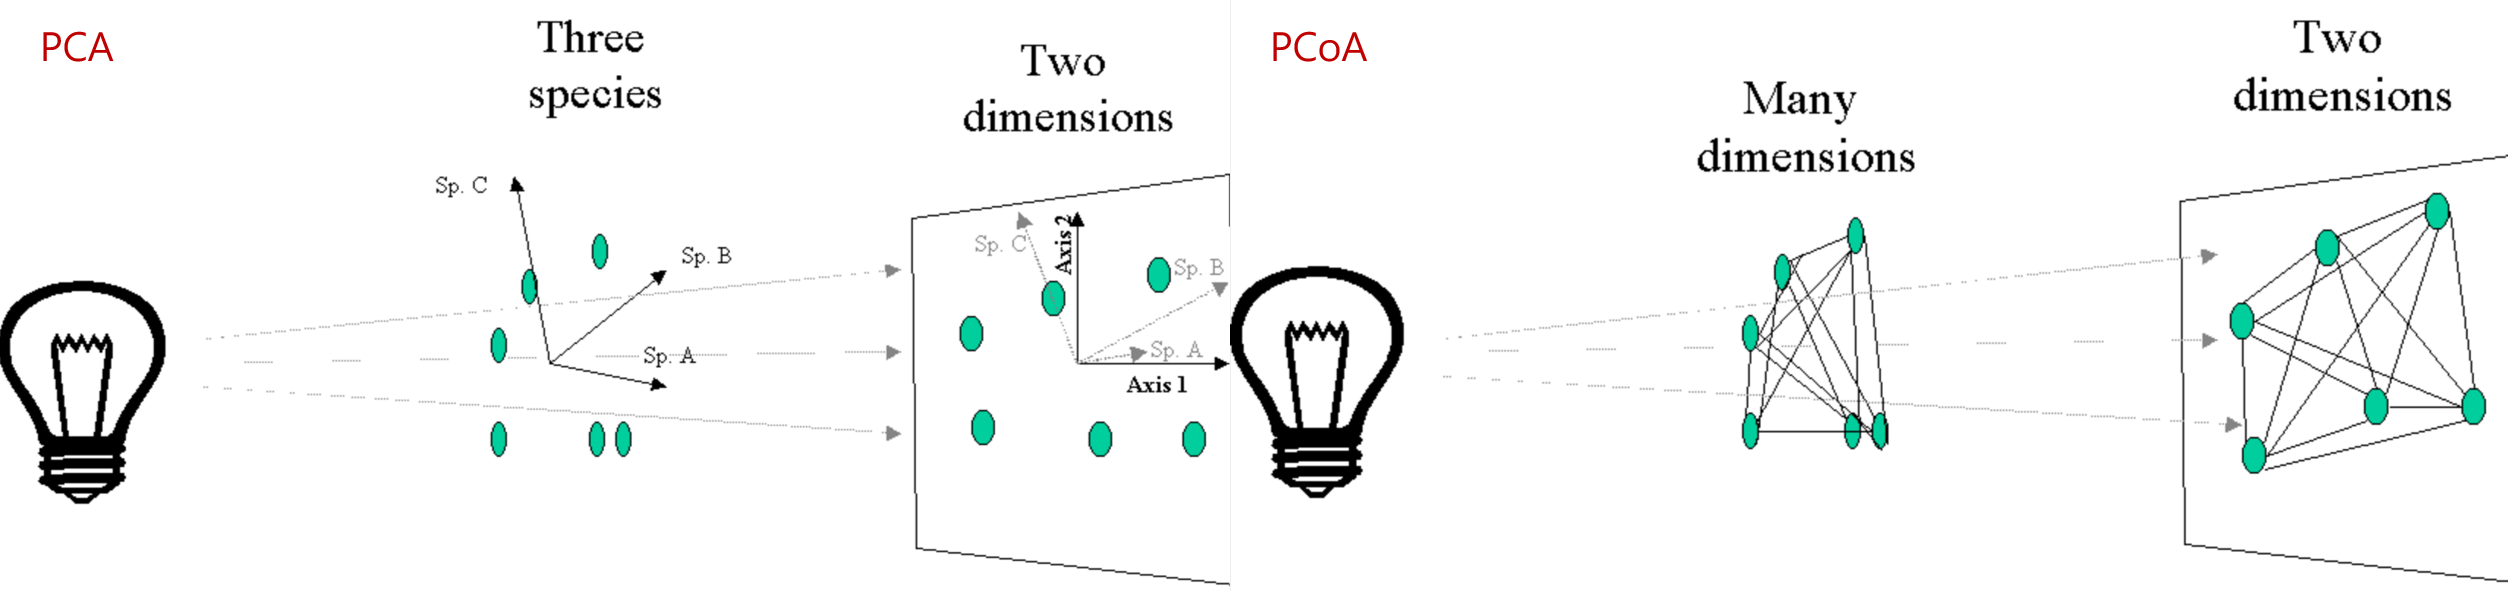 PCA
Three
species
Two
dimensions
Sp. C
Sp. B
Sp. A
Sp. C
Axis 2
Sp. B
Sp. A
Axis 1
PCoA
Many
dimensions
Two
dimensions